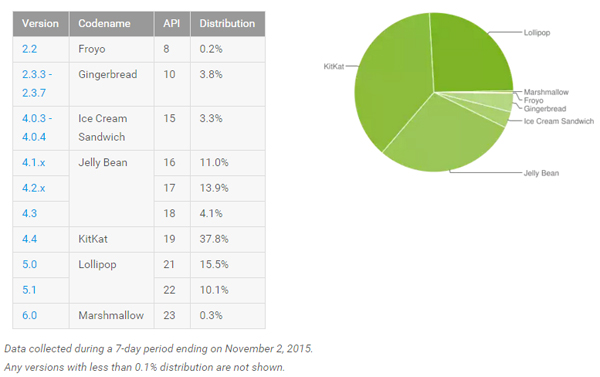 Version Codename API Distribution
2.2 Froyo 8 0.2%
2.3.3 - Gingerbread 10 3.8%
2.3.7
4.0.3 - Ice Cream 15 3.3%
4.0.4 Sandwich
4.1.x Jelly Bean 16 11.0%
4.2.x 17 13.9%
4.3 18 4.1%
4.4 KitKat 19 37.8%
5.0 Lollipop 21 15.5%
5.1 22 10.1%
6.0 Marshmallow 23 0.3%
Lollipop
KitKat
Marshmallow
Froyo
Gingerbread
Ice Cream Sandwich
Jelly Bean
Data collected during a 7-day period ending on November 2, 2015.
Any versions with less than 0.1% distribution are not shown.